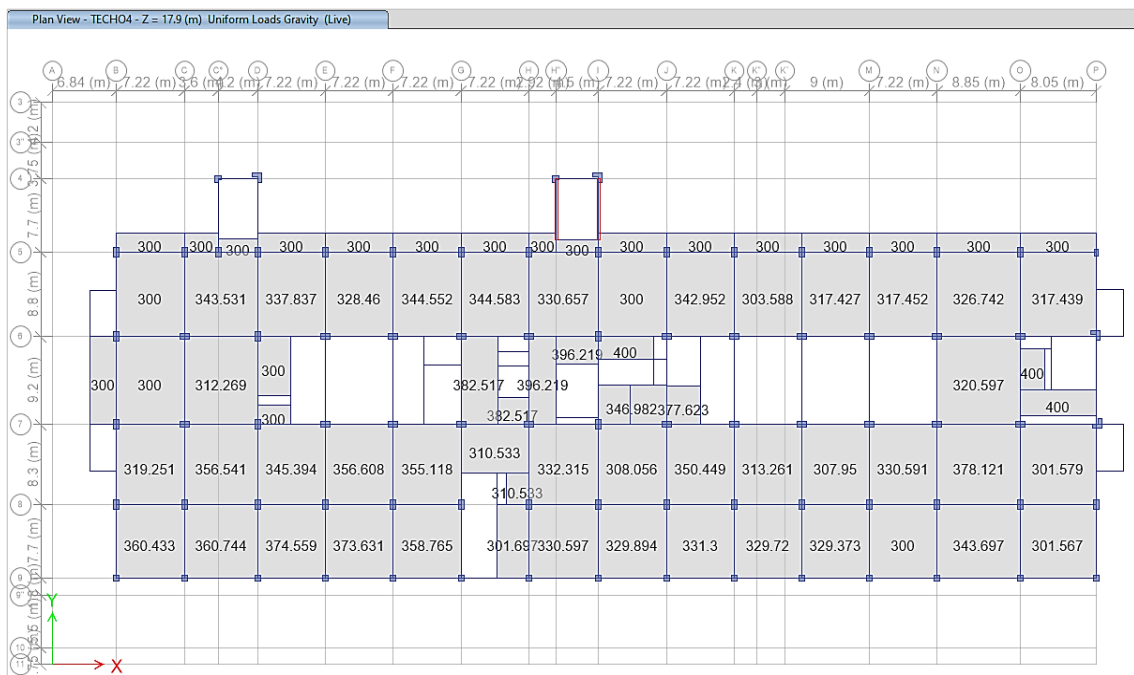 Plan View - TECHO4 - Z = 17.9 (m) Uniform Loads Gravity (Live)
A B C C" D E F G H H" I J K K" K' M N O P
6.84 (m) 7.22 (m) 7.22 (m) 7.22 (m) 7.22 (m) 7.22 (m) 7.22 (m) 7.22 (m) 9 (m) 7.22 (m) 8.85 (m) 8.05 (m)
3
3"
4
7.7 (m)
300 300 300 300 300 300 300 300 300 300 300 300 300
300 300
5
8.8 (m)
300 343.531 337.837 328.46 344.552 344.583 330.657 300 342.952 303.588 317.427 317.452 326.742 317.439
6
396.219 400
9.2 (m)
300 300 312.269 300 382.517 396.219 320.597 400
346.982 377.623 400
300 382.517
7
310.533
8.3 (m)
319.251 356.541 345.394 356.608 355.118 332.315 308.056 350.449 313.261 307.95 330.591 378.121 301.579
310.533
8
7.7 (m)
360.433 360.744 374.559 373.631 358.765 301.697 330.597 329.894 331.3 329.72 329.373 300 343.697 301.567
9
9"
Y
10
11
X